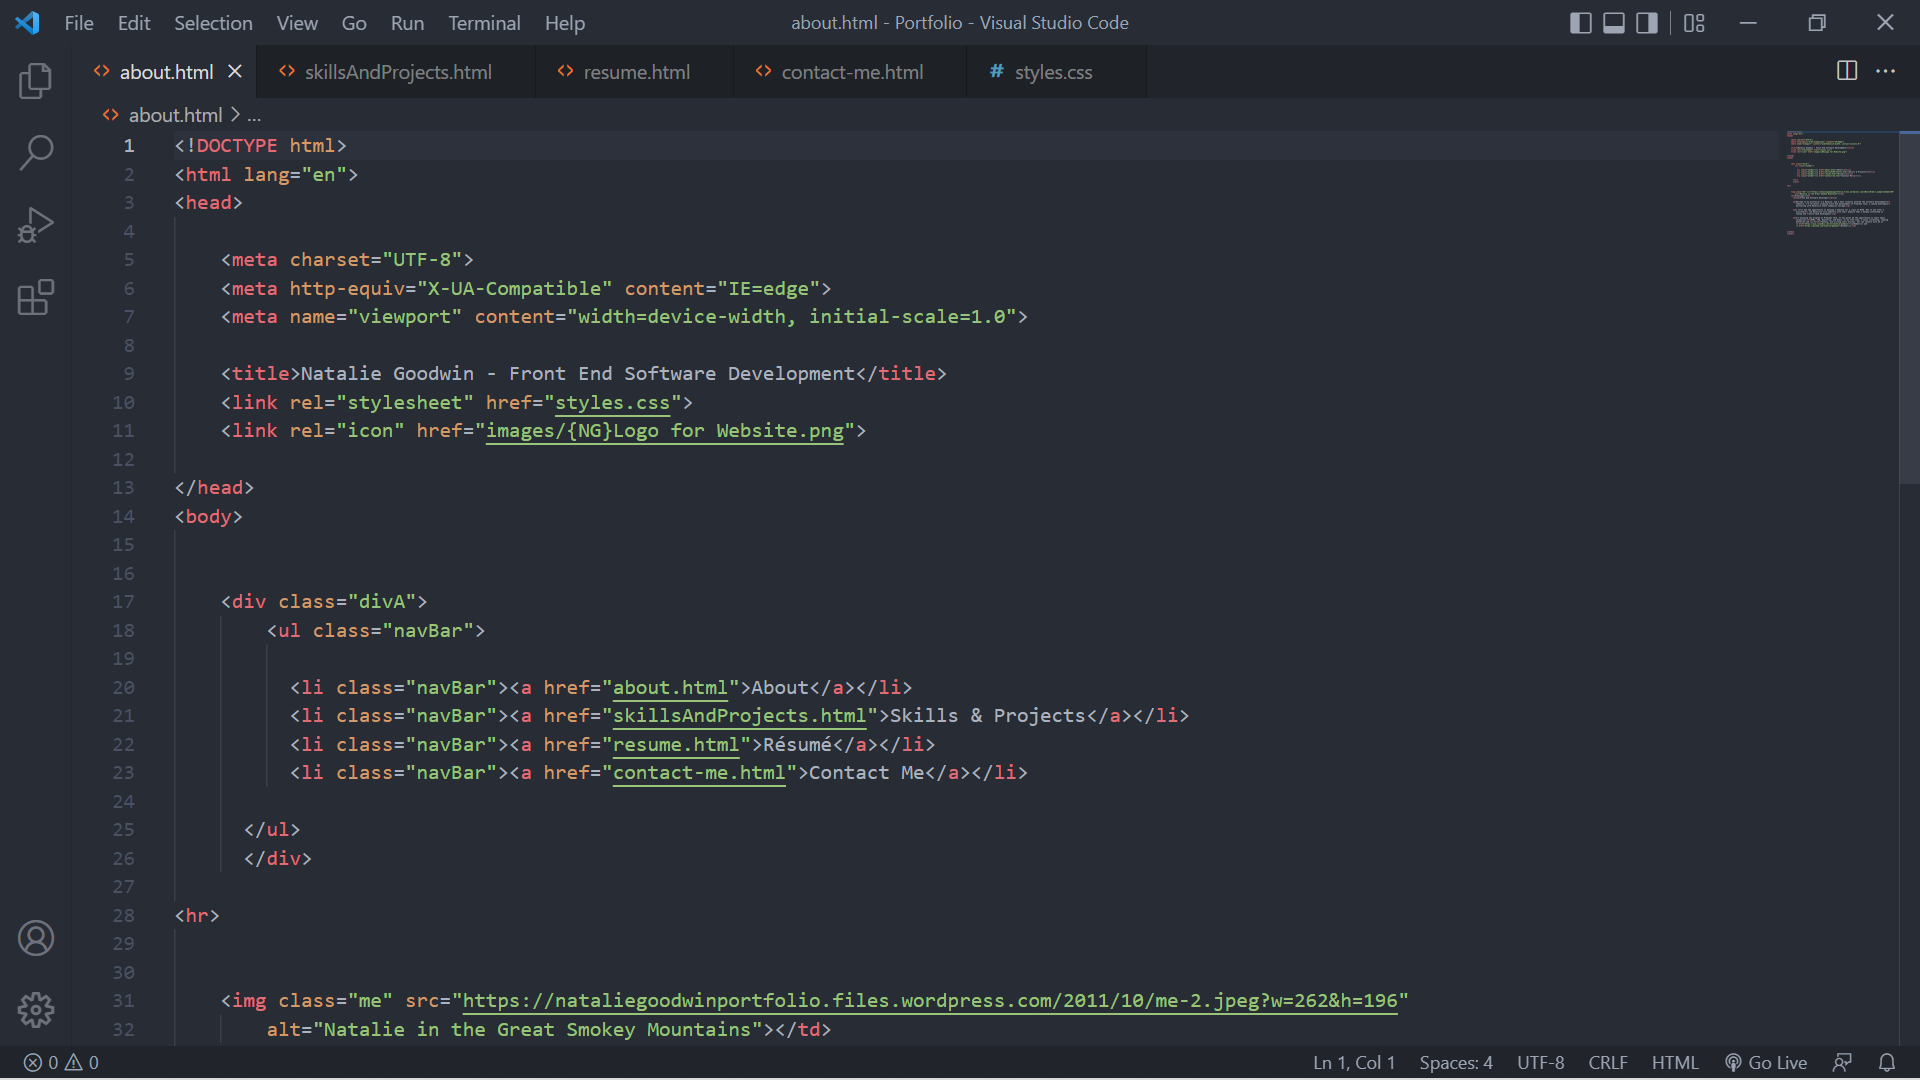 File Edit Selection View Go Run Terminal Help about.html - Portfolio - Visual Studio Code
about.html skillsAndProjects.html resume.html contact-me.html # styles.css
about.html > ...
1 <!DOCTYPE html>
2 <html lang="en">
3 <head>
4
5 <meta charset="UTF-8">
6 <meta http-equiv="X-UA-Compatible" content="IE=edge">
7 <meta name="viewport" content="width=device-width, initial-scale=1.0">
8
9 <title>Natalie Goodwin - Front End Software Development</title>
10 <link rel="stylesheet" href="styles.css">
11 <link rel="icon" href="images/{NG}Logo for Website.png">
12
13 </head>
14 <body>
15
16
17 <div class="divA">
18 <ul class="navBar">
19
20 <li class="navBar"><a href="about.html">About</a></li>
21 <li class="navBar"><a href="skillsAndProjects.html">Skills & Projects</a></li>
22 <li class="navBar"><a href="resume.html">Résumé</a></li>
23 <li class="navBar"><a href="contact-me.html">Contact Me</a></li>
24
25 </ul>
26 </div>
27
28 <hr>
29
30
31 <img class="me" src="https://nataliegoodwinportfolio.files.wordpress.com/2011/10/me-2.jpeg?w=262&h=196"
32 alt="Natalie in the Great Smokey Mountains"></td>
0 0 Ln 1, Col 1 Spaces: 4 UTF-8 CRLF HTML Go Live